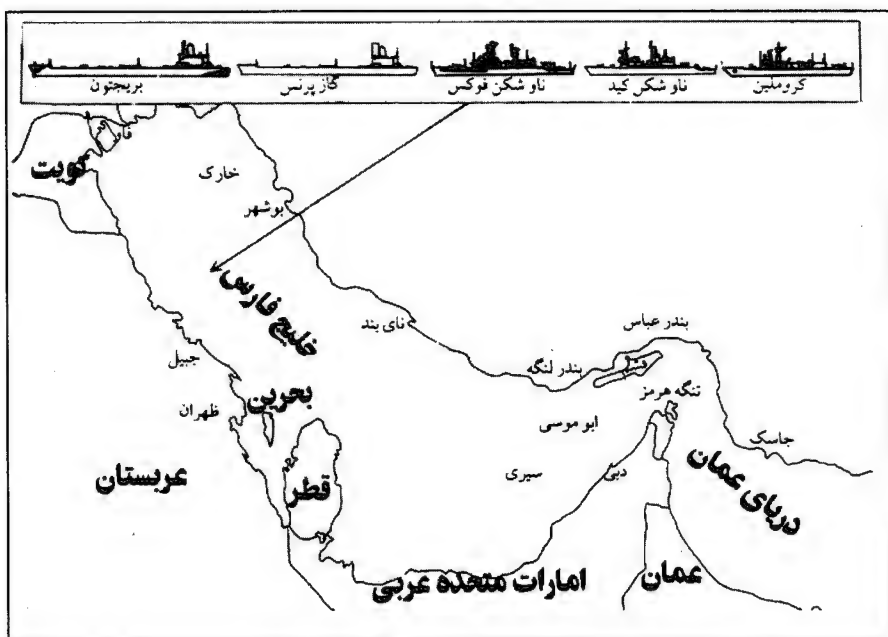 کروملین
ناو شکن کید
ناو شکن فوکس
گاز پرنس
بریجتون
فاو
کویت
خارک
بوشهر
خلیج فارس
نای بند
بندر عباس
بندر لنگه
تنگه هرمز
جبیل
بحرین
ظهران
ابو موسی
جاسک
عربستان
قطر
سیری
دبی
دریای عمان
امارات متحده عربی
عمان